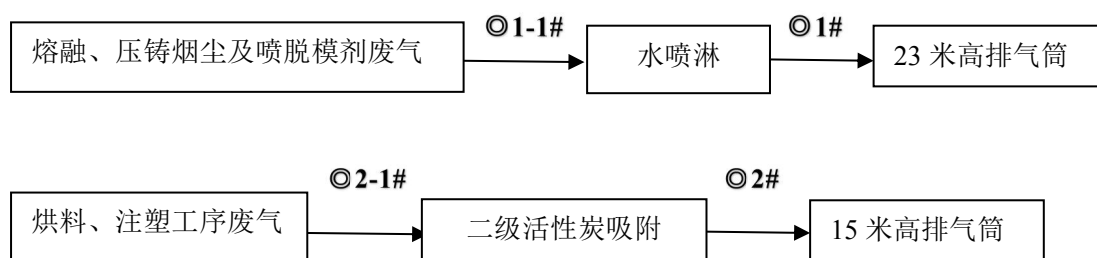 ◎1-1#
◎1#
熔融、压铸烟尘及喷脱模剂废气
水喷淋
23 米高排气筒
◎2-1#
◎2#
烘料、注塑工序废气
二级活性炭吸附
15 米高排气筒